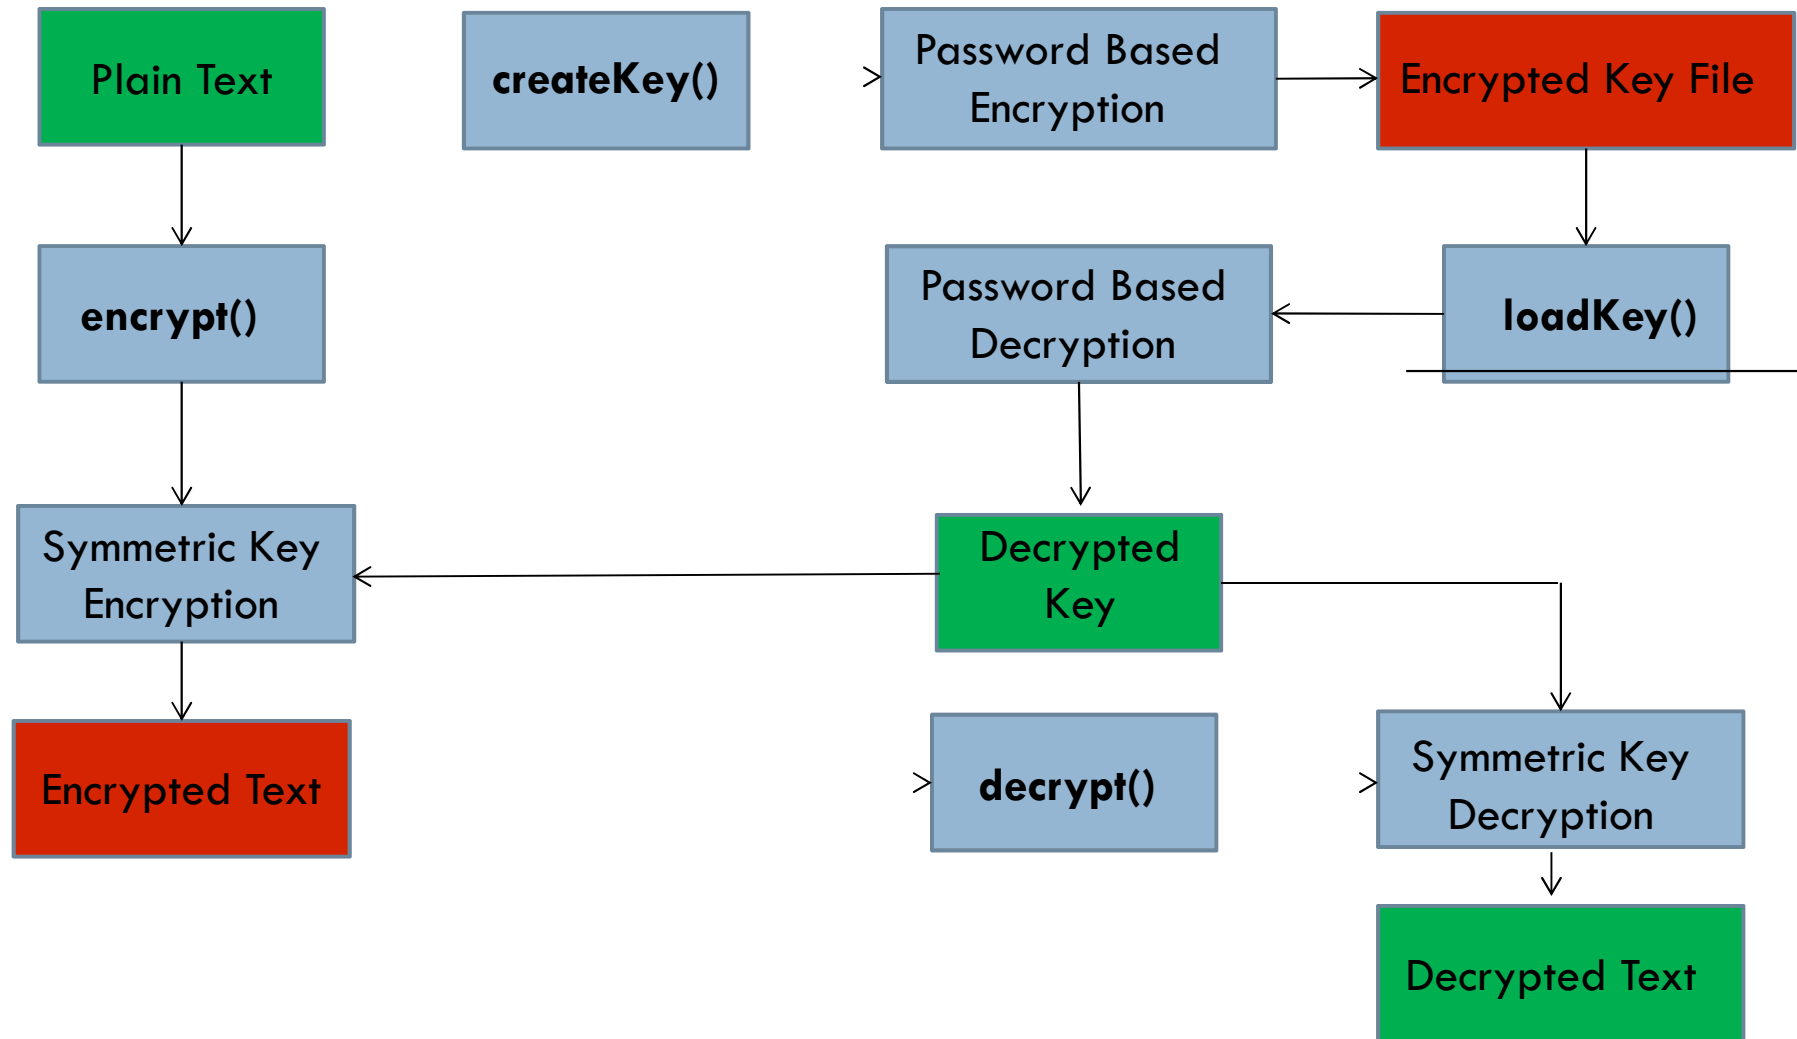 Plain Text
createKey()
Password Based
Encryption
Encrypted Key File
encrypt()
Password Based
Decryption
loadKey()
Symmetric Key
Encryption
Decrypted
Key
Encrypted Text
decrypt()
Symmetric Key
Decryption
Decrypted Text